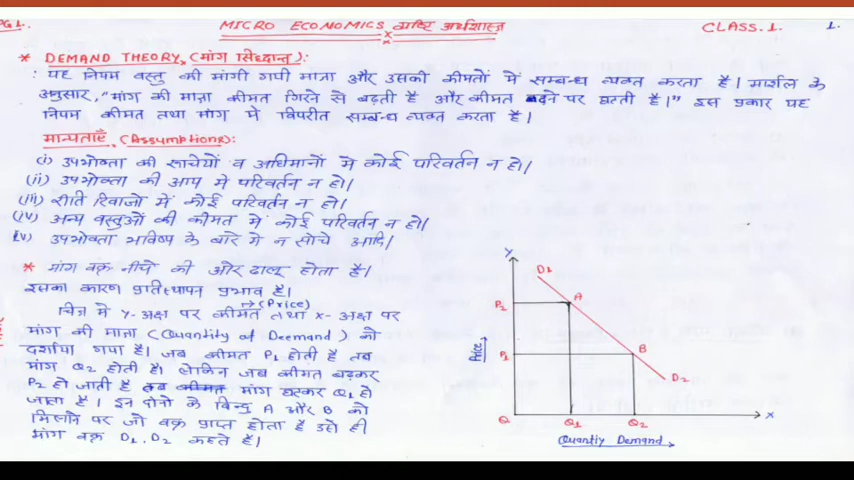 PG1. MICRO ECONOMICS व्यष्टि अर्थशास्त्र CLASS.1. 1.
* DEMAND THEORY, (मांग सिद्धान्त):
: यह नियम वस्तु की मांगी गयी मात्रा और उसकी कीमतों में सम्बन्ध व्यक्त करता है। मार्शल के
अनुसार, "मांग की मात्रा कीमत गिरने से बढ़ती है और कीमत बढ़ने पर घटती है।" इस प्रकार यह
नियम कीमत तथा मांग में विपरीत सम्बन्ध व्यक्त करता है।
मान्यताएँ, (Assumptions):
(i) उपभोक्ता की रुचियों व अधिमानों में कोई परिवर्तन न हो।
(ii) उपभोक्ता की आय में परिवर्तन न हो।
(iii) रीति रिवाजो में कोई परिवर्तन न हो।
(iv) अन्य वस्तुओं की कीमत में कोई परिवर्तन न हो।
(v) उपभोक्ता भविष्य के बारे में न सोचे आदि।
* मांग वक्र नीचे की ओर ढालू होता है।
इसका कारण प्रतिस्थापन प्रभाव है।
→(Price)
चित्र में Y- अक्ष पर कीमत तथा X- अक्ष पर
मांग की मात्रा (Quantity of Deemand) को
दर्शाया गया है। जब कीमत P1 होती है तब
मांग Q2 होती है। लेकिन जब कीमत बढ़कर
P2 हो जाती है तब कीमत मांग घटकर Q1 हो
जाता है। इन दोनो के बिन्दु A और B को
मिलाने पर जो वक्र प्राप्त होता है उसे ही
मांग वक्र D1.D2 कहते है।
Y
D1
P2 A
Price
P1 B
D2
Q Q1 Q2 X
Quantiy Demand